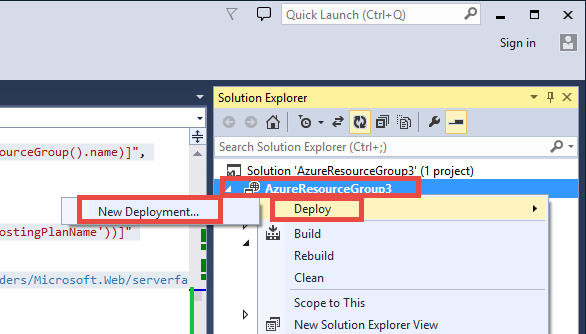 Quick Launch (Ctrl+Q)
Sign in
Solution Explorer
Search Solution Explorer (Ctrl+;)
Solution 'AzureResourceGroup3' (1 project)
AzureResourceGroup3
ourceGroup().name)]",
New Deployment...
Deploy
ostingPlanName'))]"
Build
Rebuild
ders/Microsoft.Web/serverfa
Clean
Scope to This
New Solution Explorer View